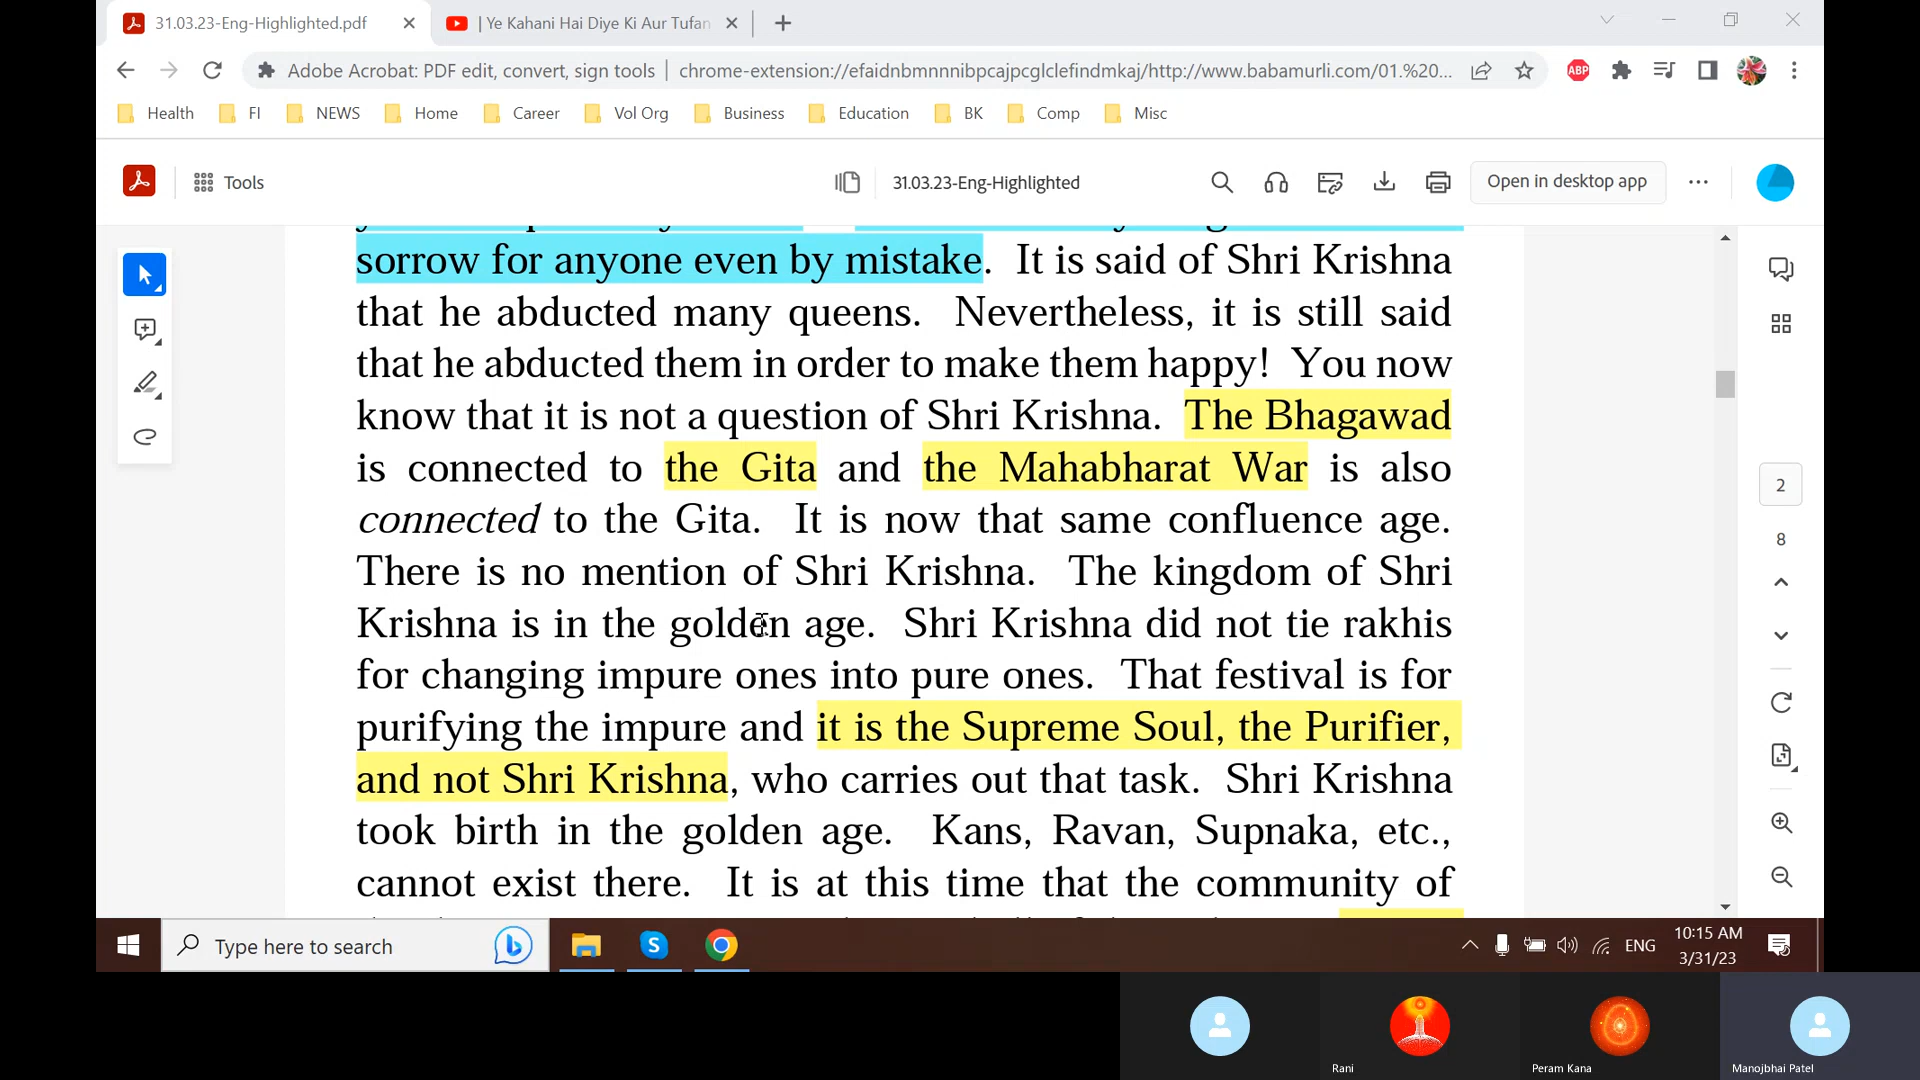 31.03.23-Eng-Highlighted.pdf
| Ye Kahani Hai Diye Ki Aur Tufan
Adobe Acrobat: PDF edit, convert, sign tools | chrome-extension://efaidnbmnnnibpcajpcglclefindmkaj/http://www.babamurli.com/01.%20...
ABP
Health FI NEWS Home Career Vol Org Business Education BK Comp Misc
Tools
31.03.23-Eng-Highlighted
Open in desktop app
sorrow for anyone even by mistake. It is said of Shri Krishna
that he abducted many queens. Nevertheless, it is still said
that he abducted them in order to make them happy! You now
know that it is not a question of Shri Krishna. The Bhagawad
is connected to the Gita and the Mahabharat War is also
connected to the Gita. It is now that same confluence age.
There is no mention of Shri Krishna. The kingdom of Shri
Krishna is in the golden age. Shri Krishna did not tie rakhis
for changing impure ones into pure ones. That festival is for
purifying the impure and it is the Supreme Soul, the Purifier,
and not Shri Krishna, who carries out that task. Shri Krishna
took birth in the golden age. Kans, Ravan, Supnaka, etc.,
cannot exist there. It is at this time that the community of
2
8
Type here to search
ENG
10:15 AM
3/31/23
Rani
Peram Kana
Manojbhai Patel